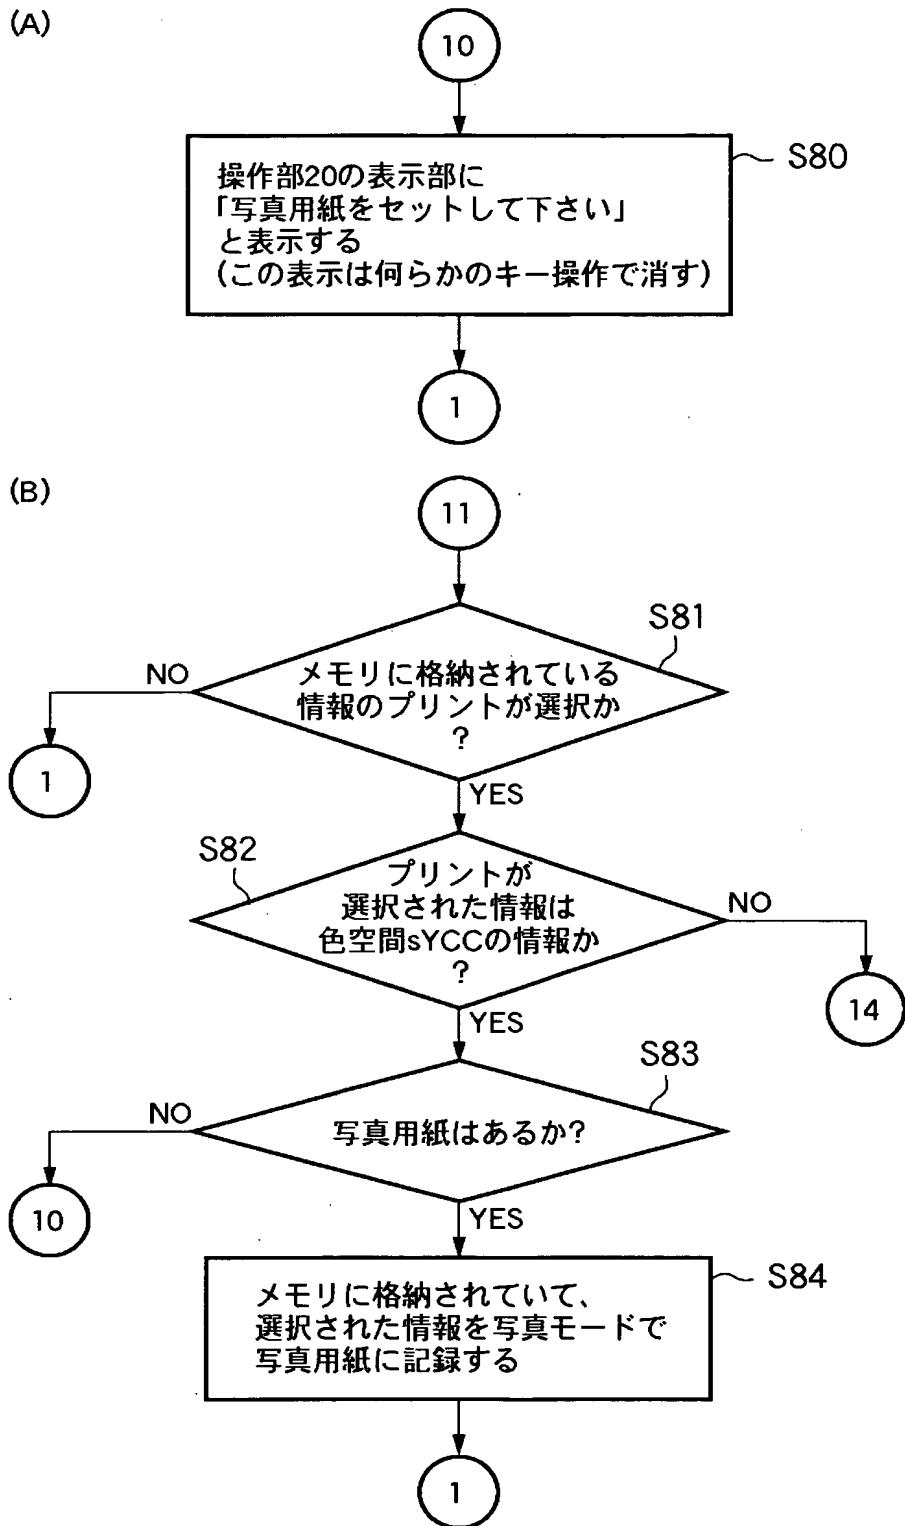 (A)
10
S80
操作部20の表示部に
「写真用紙をセットして下さい」
と表示する
(この表示は何らかのキー操作で消す)
1
(B)
11
S81
メモリに格納されている
情報のプリントが選択か
?
NO
1
YES
S82
プリントが
選択された情報は
色空間sYCCの情報か
?
NO
14
YES
S83
写真用紙はあるか?
NO
10
YES
S84
メモリに格納されていて、
選択された情報を写真モードで
写真用紙に記録する
1